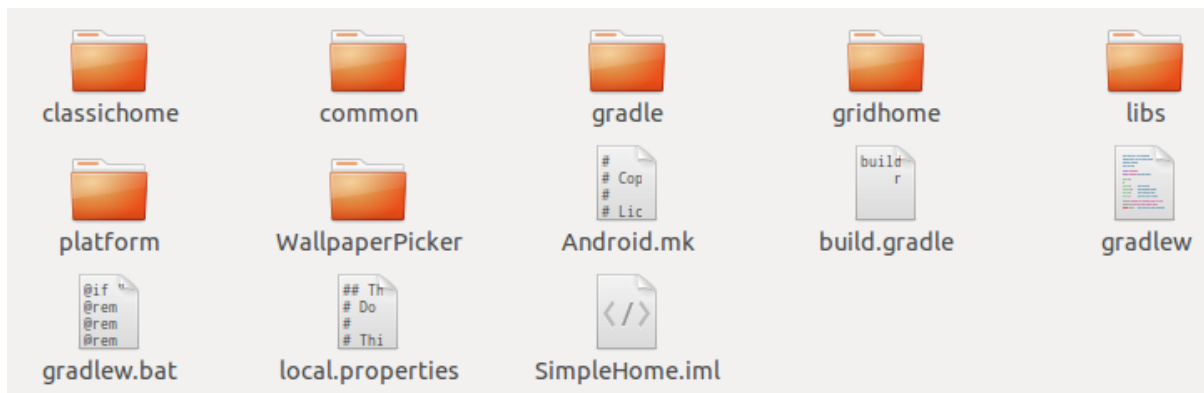 classichome common gradle gridhome libs
# 
# Cop
#
# Lic
build
r
platform WallpaperPicker Android.mk build.gradle gradlew
@if "
@rem
@rem
@rem
## Th
# Do
#
# Thi
</>
gradlew.bat local.properties SimpleHome.iml